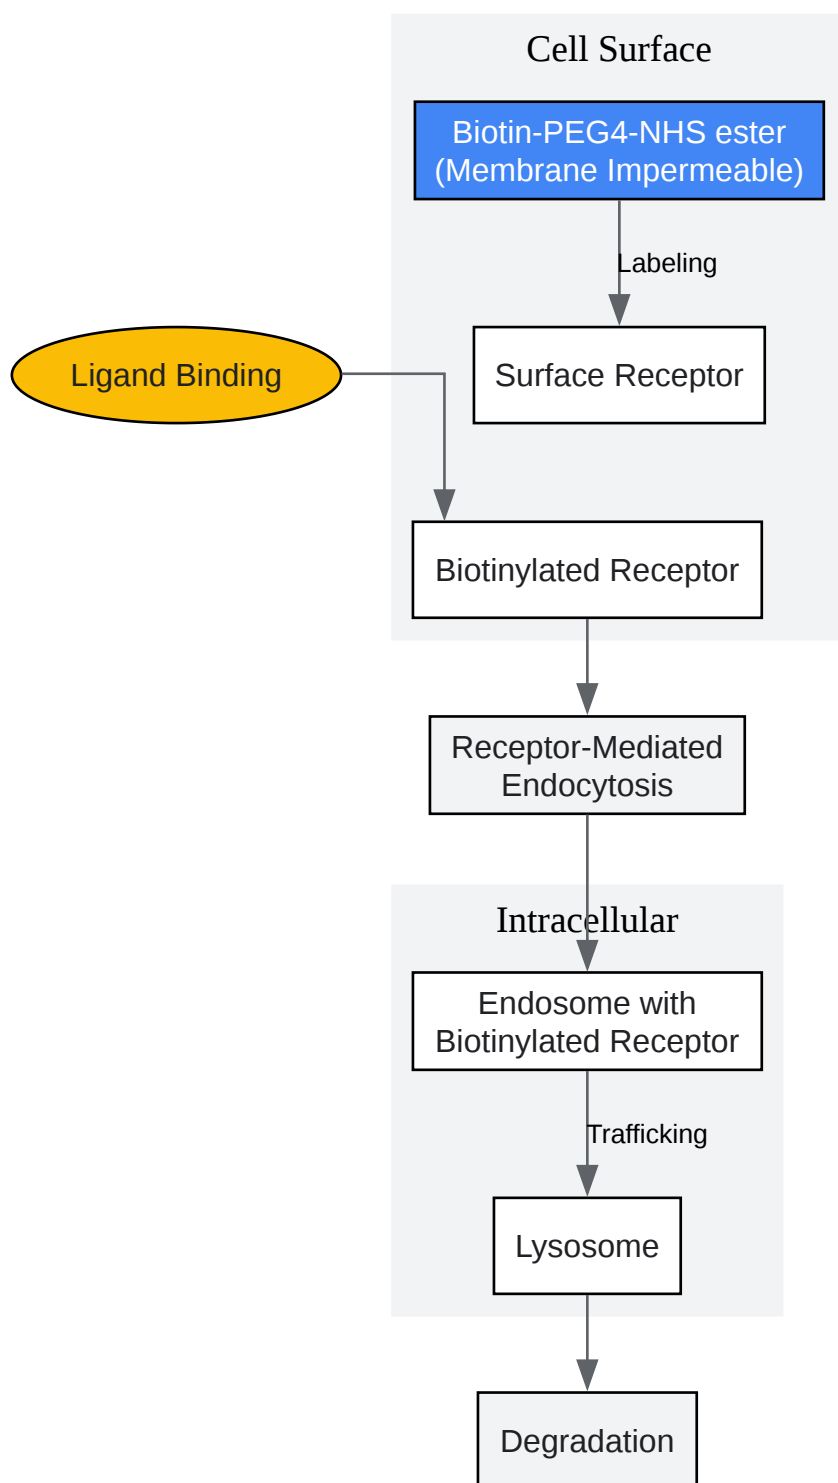 Cell Surface
Biotin-PEG4-NHS ester
(Membrane Impermeable)
Labeling
Ligand Binding
Surface Receptor
Biotinylated Receptor
Receptor-Mediated
Endocytosis
Intracellular
Endosome with
Biotinylated Receptor
Trafficking
Lysosome
Degradation